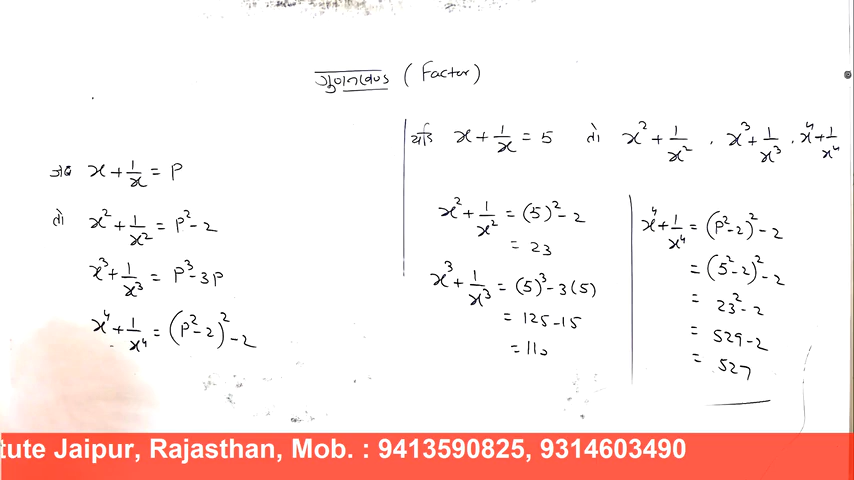 गुणनखण्ड (Factor)
जब x + 1/x = P
तो x² + 1/x² = P² - 2
x³ + 1/x³ = P³ - 3P
x⁴ + 1/x⁴ = (P² - 2)² - 2
यदि x + 1/x = 5 तो x² + 1/x² , x³ + 1/x³ , x⁴ + 1/x⁴
x² + 1/x² = (5)² - 2
= 23
x³ + 1/x³ = (5)³ - 3(5)
= 125 - 15
= 110
x⁴ + 1/x⁴ = (P² - 2)² - 2
= (5² - 2)² - 2
= 23² - 2
= 529 - 2
= 527
tute Jaipur, Rajasthan, Mob. : 9413590825, 9314603490